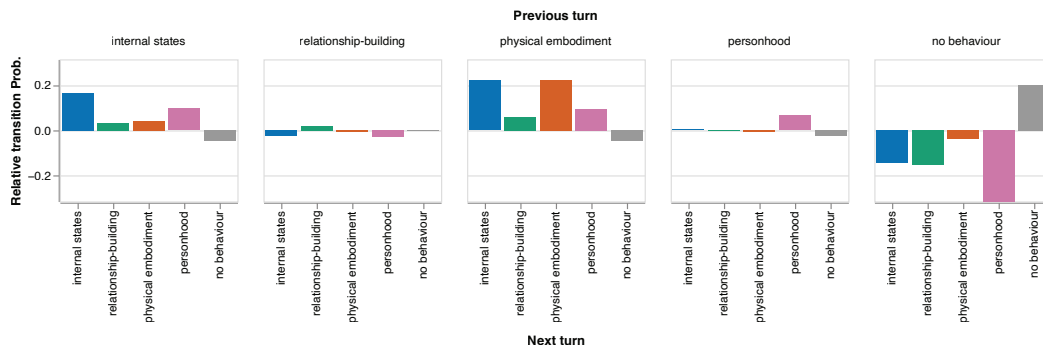 Previous turn
internal states
relationship-building
physical embodiment
personhood
no behaviour
Relative transition Prob.
0.2
0.0
−0.2
internal states
relationship-building
physical embodiment
personhood
no behaviour
internal states
relationship-building
physical embodiment
personhood
no behaviour
internal states
relationship-building
physical embodiment
personhood
no behaviour
internal states
relationship-building
physical embodiment
personhood
no behaviour
internal states
relationship-building
physical embodiment
personhood
no behaviour
Next turn